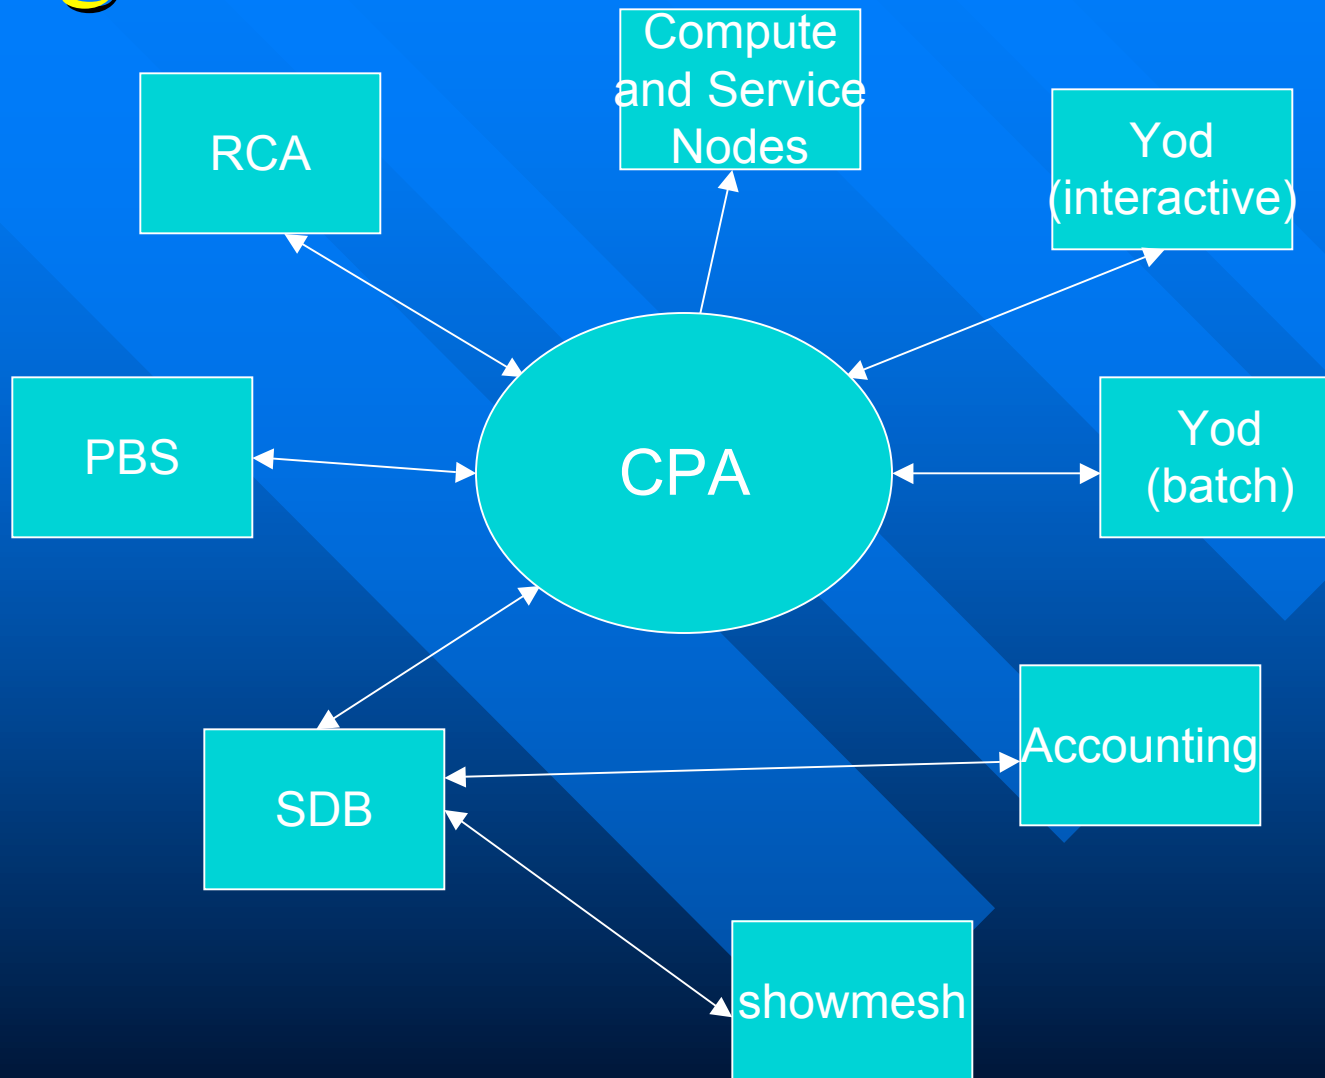 Compute
and Service
Nodes
RCA
Yod
(interactive)
PBS
CPA
Yod
(batch)
Accounting
SDB
showmesh